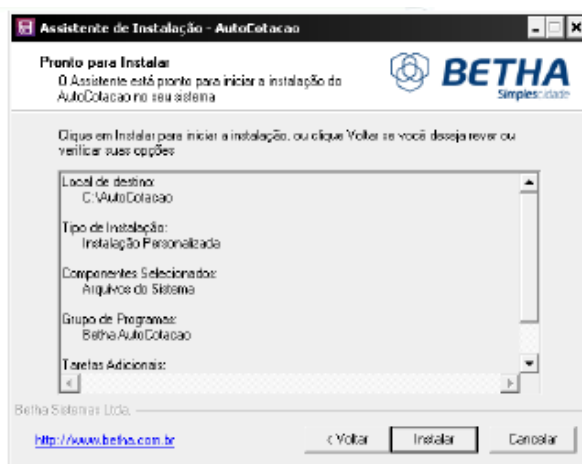 Assistente de Instalação - AutoCotacao
Pronto para Instalar
O Assistente está pronto para iniciar a instalação do
AutoCotacao no seu sistema
BETHA
Simplescidade
Clique em Instalar para iniciar a instalação, ou clique Voltar se você deseja rever ou
verificar suas opções
Local de destino:
C:\AutoCotacao
Tipo de Instalação:
Instalação Personalizada
Componentes Selecionados:
Arquivos do Sistema
Grupo de Programas:
Betha AutoCotacao
Tarefas Adicionais:
Betha Sistemas Ltda.
http://www.betha.com.br
< Voltar
Instalar
Cancelar